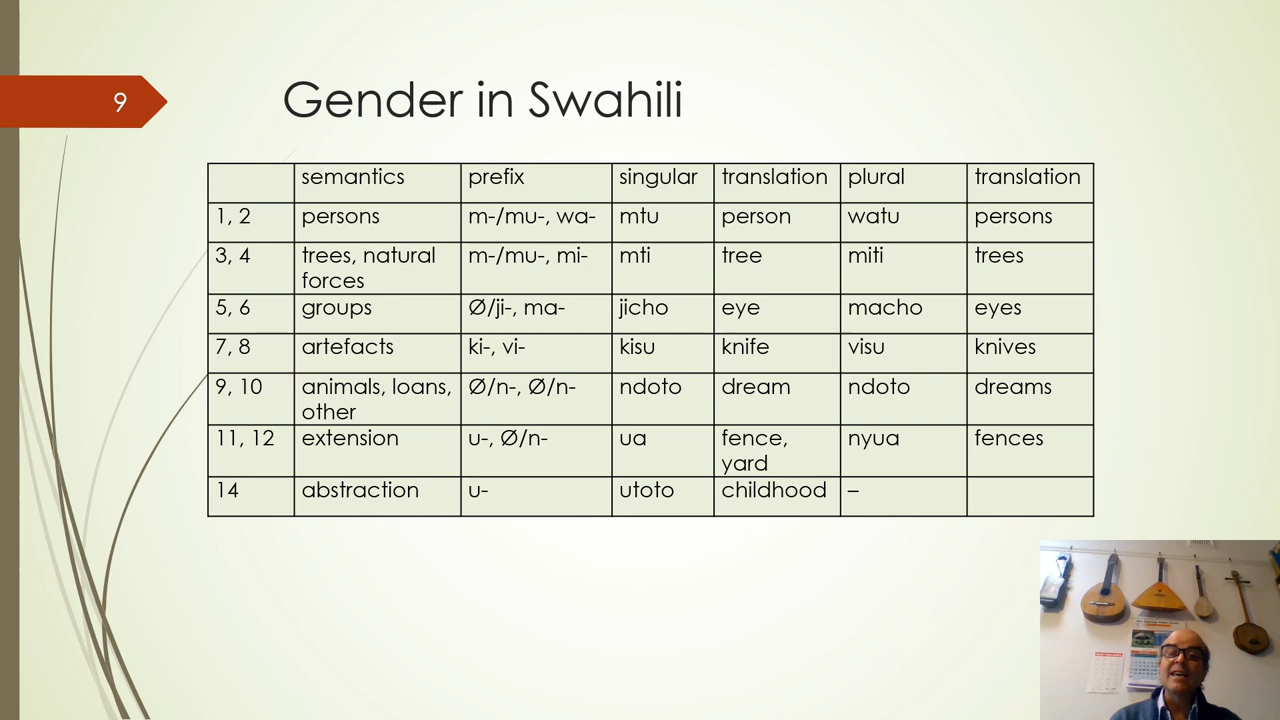 9
Gender in Swahili
semantics prefix singular translation plural translation
1, 2 persons m-/mu-, wa- mtu person watu persons
3, 4 trees, natural forces m-/mu-, mi- mti tree miti trees
5, 6 groups Ø/ji-, ma- jicho eye macho eyes
7, 8 artefacts ki-, vi- kisu knife visu knives
9, 10 animals, loans, other Ø/n-, Ø/n- ndoto dream ndoto dreams
11, 12 extension u-, Ø/n- ua fence, yard nyua fences
14 abstraction u- utoto childhood –